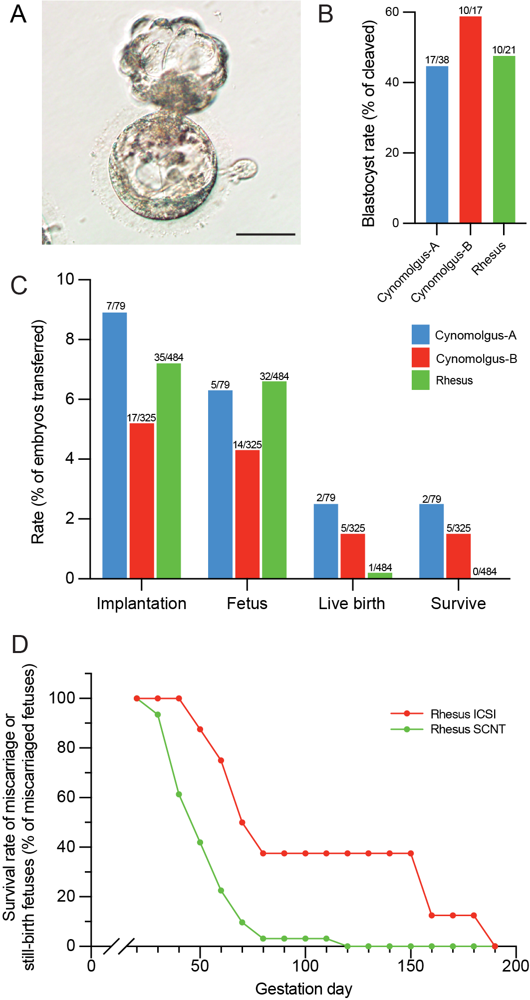 A
B
Blastocyst rate (% of cleaved)
60
40
20
0
17/38
10/17
10/21
Cynomolgus-A
Cynomolgus-B
Rhesus
C
Rate (% of embryos transferred)
10
8
6
4
2
0
7/79
17/325
35/484
5/79
14/325
32/484
2/79
5/325
1/484
2/79
5/325
0/484
Implantation
Fetus
Live birth
Survive
Cynomolgus-A
Cynomolgus-B
Rhesus
D
Survival rate of miscarriage or
still-birth fetuses (% of miscarriaged fetuses)
100
80
60
40
20
0
0
50
100
150
200
Gestation day
Rhesus ICSI
Rhesus SCNT